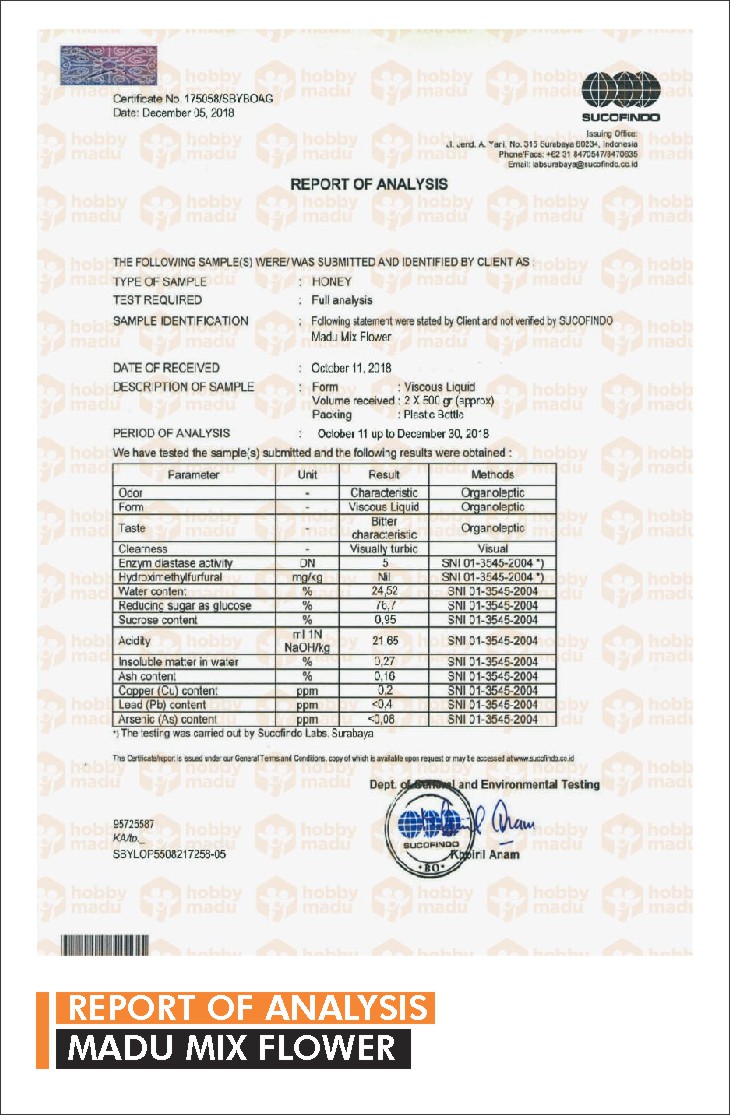 Certificate No. 175058/SBYBOAG
Date: December 05, 2018
SUCOFINDO
Issuing Office:
Jl. Jend. A. Yani, No. 315 Surabaya 60234, Indonesia
Phone/Facs: +62 31 8470547/8470635
Email: labsurabaya@sucofindo.co.id
REPORT OF ANALYSIS
THE FOLLOWING SAMPLE(S) WERE/ WAS SUBMITTED AND IDENTIFIED BY CLIENT AS :
TYPE OF SAMPLE : HONEY
TEST REQUIRED : Full analysis
SAMPLE IDENTIFICATION : Following statement were stated by Client and not verified by SUCOFINDO
Madu Mix Flower
DATE OF RECEIVED : October 11, 2018
DESCRIPTION OF SAMPLE : Form : Viscous Liquid
Volume received : 2 X 500 gr (approx)
Packing : Plastic Bottle
PERIOD OF ANALYSIS : October 11 up to December 30, 2018
We have tested the sample(s) submitted and the following results were obtained :
Parameter Unit Result Methods
Odor - Characteristic Organoleptic
Form - Viscous Liquid Organoleptic
Taste - Bitter characteristic Organoleptic
Clearness - Visually turbic Visual
Enzym diastase activity DN 5 SNI 01-3545-2004 *)
Hydroximethylfurfural mg/kg Nil SNI 01-3545-2004 *)
Water content % 24,52 SNI 01-3545-2004
Reducing sugar as glucose % 76,7 SNI 01-3545-2004
Sucrose content % 0,95 SNI 01-3545-2004
Acidity ml 1N NaOH/kg 21.65 SNI 01-3545-2004
Insoluble matter in water % 0,27 SNI 01-3545-2004
Ash content % 0,16 SNI 01-3545-2004
Copper (Cu) content ppm 0.2 SNI 01-3545-2004
Lead (Pb) content ppm <0,4 SNI 01-3545-2004
Arsenic (As) content ppm <0,06 SNI 01-3545-2004
*) The testing was carried out by Sucofindo Labs, Surabaya
This Certificate/report is issued under our General Terms and Conditions, copy of which is available upon request or may be accessed at www.sucofindo.co.id
Dept. of General and Environmental Testing
95725587
KA/tp._
SBYLOP5508217258-05
SUCOFINDO
BO
Khoiril Anam
hobby madu
REPORT OF ANALYSIS
MADU MIX FLOWER